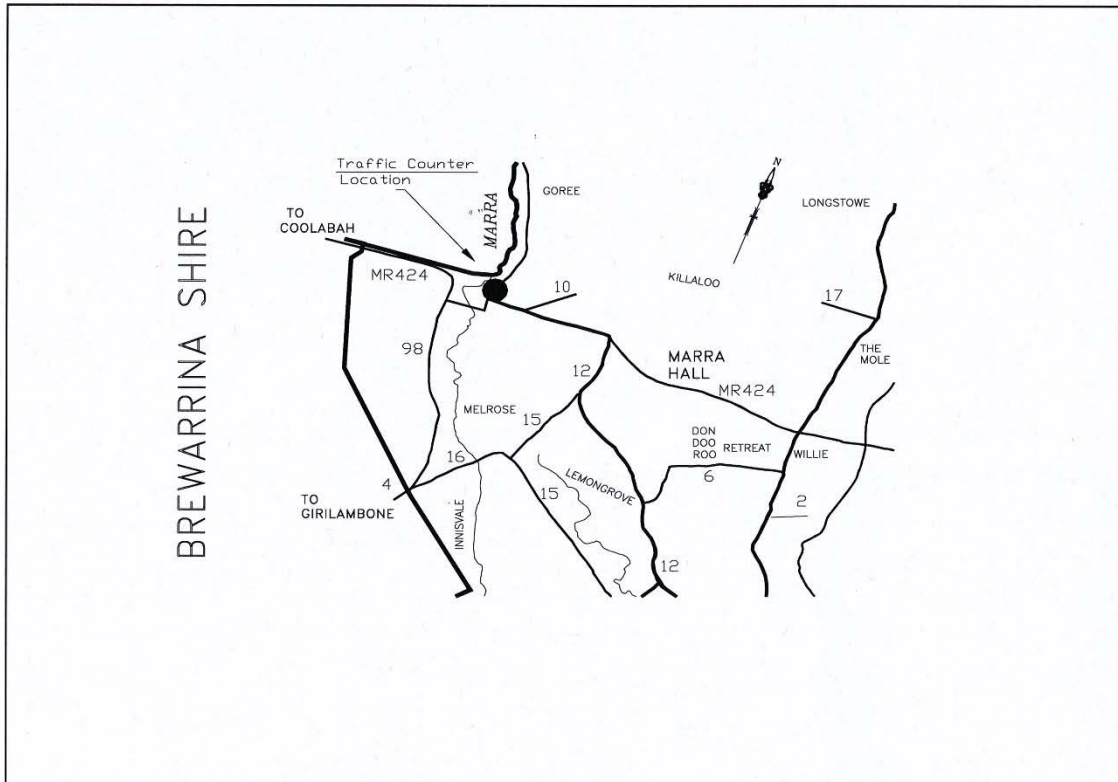 BREWARRINA SHIRE
Traffic Counter
Location
TO
COOLABAH
MARRA
GOREE
N
LONGSTOWE
MR424
KILLALOO
10
17
98
12
MARRA
HALL
MR424
THE
MOLE
MELROSE
15
DON
DOO
ROO
RETREAT
WILLIE
16
6
4
TO
GIRILAMBONE
INNISVALE
15
LEMONGROVE
2
12